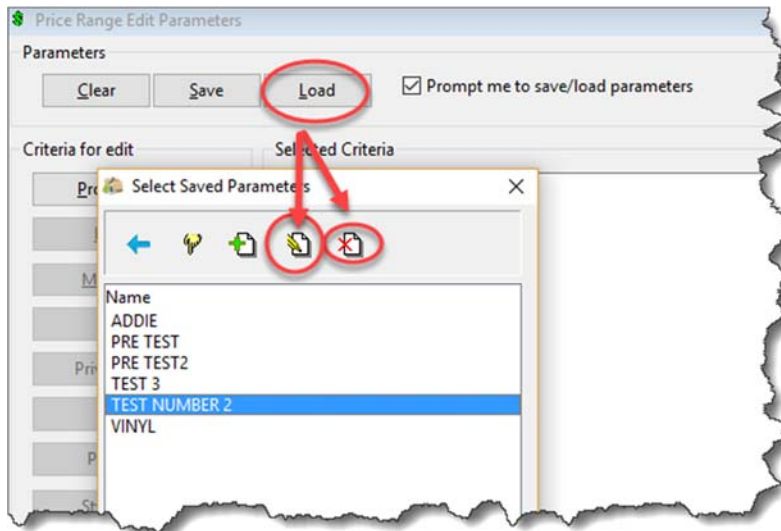 Price Range Edit Parameters
Parameters
Clear Save Load Prompt me to save/load parameters
Criteria for edit Selected Criteria
Select Saved Parameters
Name
ADDIE
PRE TEST
PRE TEST2
TEST 3
TEST NUMBER 2
VINYL